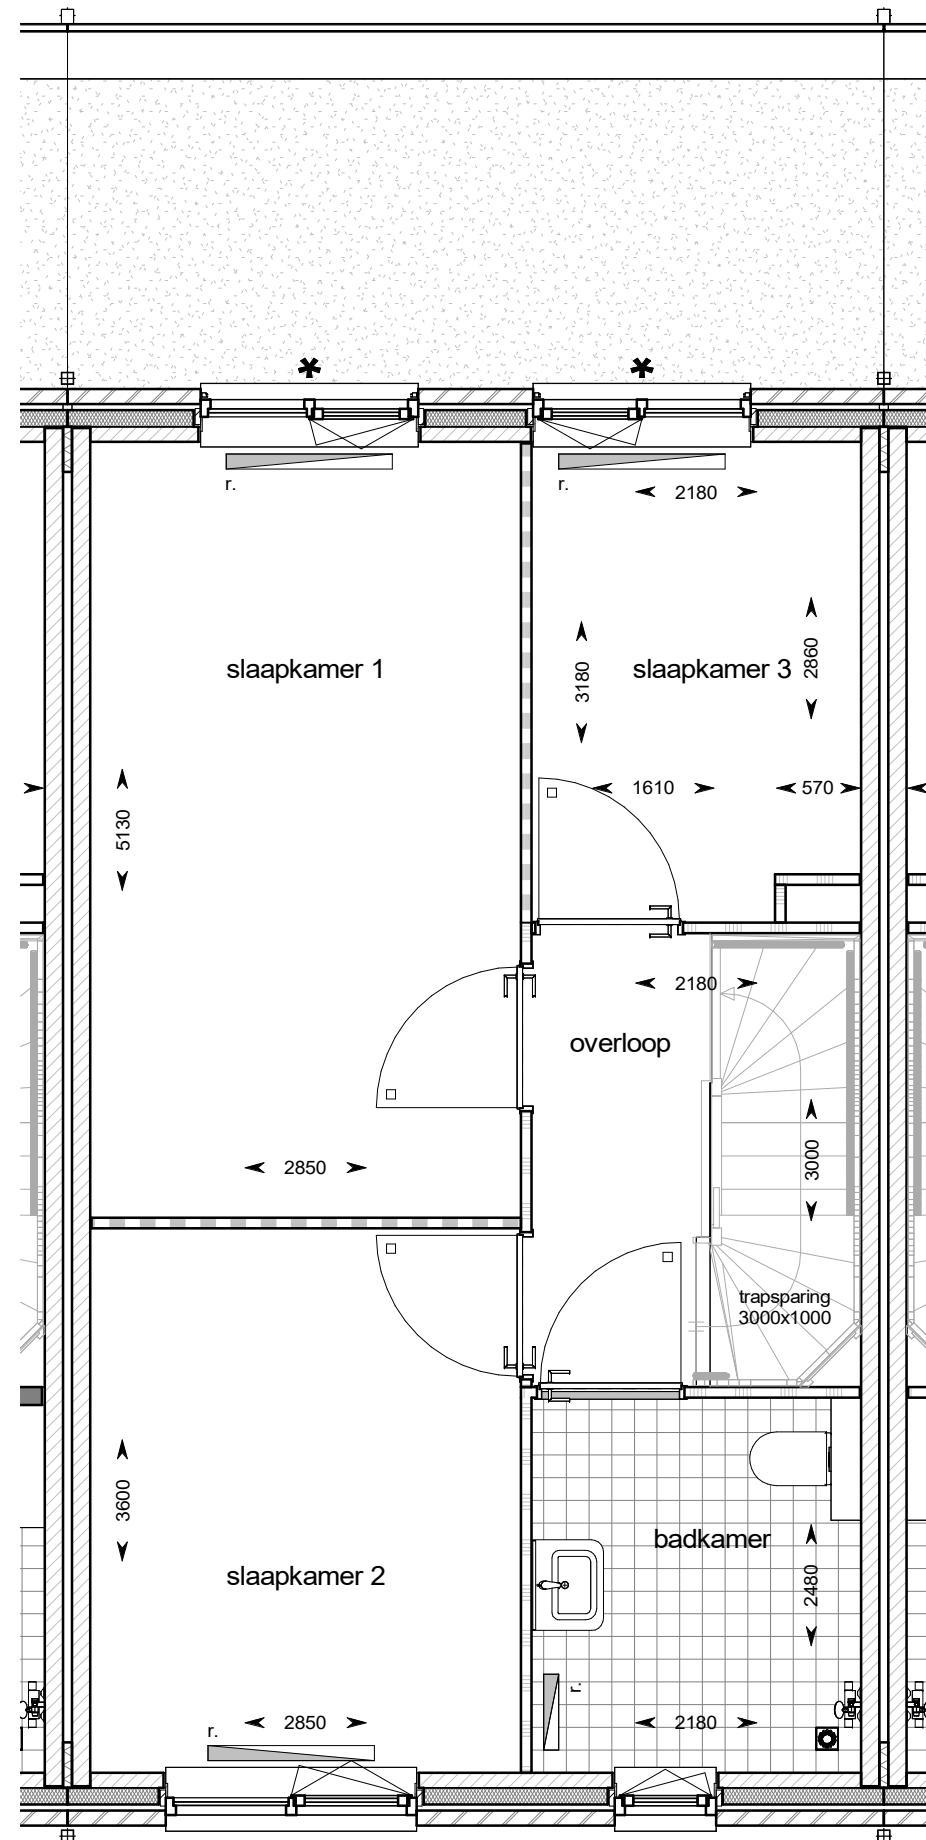 r.
r.
2180
slaapkamer 1
3180
slaapkamer 3
2860
5130
1610
570
2180
overloop
3000
2850
trapsparing
3000x1000
3600
badkamer
slaapkamer 2
2480
r.
r.
2850
2180